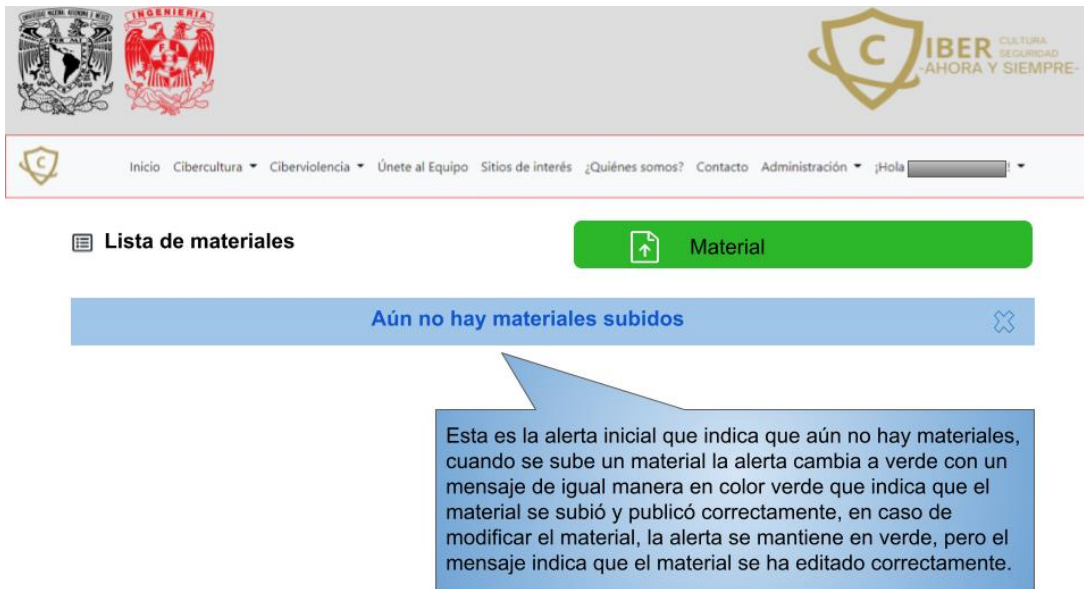 INGENIERIA
C
IBER CULTURA
SEGURIDAD
-AHORA Y SIEMPRE-
C
Inicio Cibercultura Ciberviolencia Únete al Equipo Sitios de interés ¿Quiénes somos? Contacto Administración ¡Hola !
Lista de materiales
Material
Aún no hay materiales subidos
Esta es la alerta inicial que indica que aún no hay materiales,
cuando se sube un material la alerta cambia a verde con un
mensaje de igual manera en color verde que indica que el
material se subió y publicó correctamente, en caso de
modificar el material, la alerta se mantiene en verde, pero el
mensaje indica que el material se ha editado correctamente.